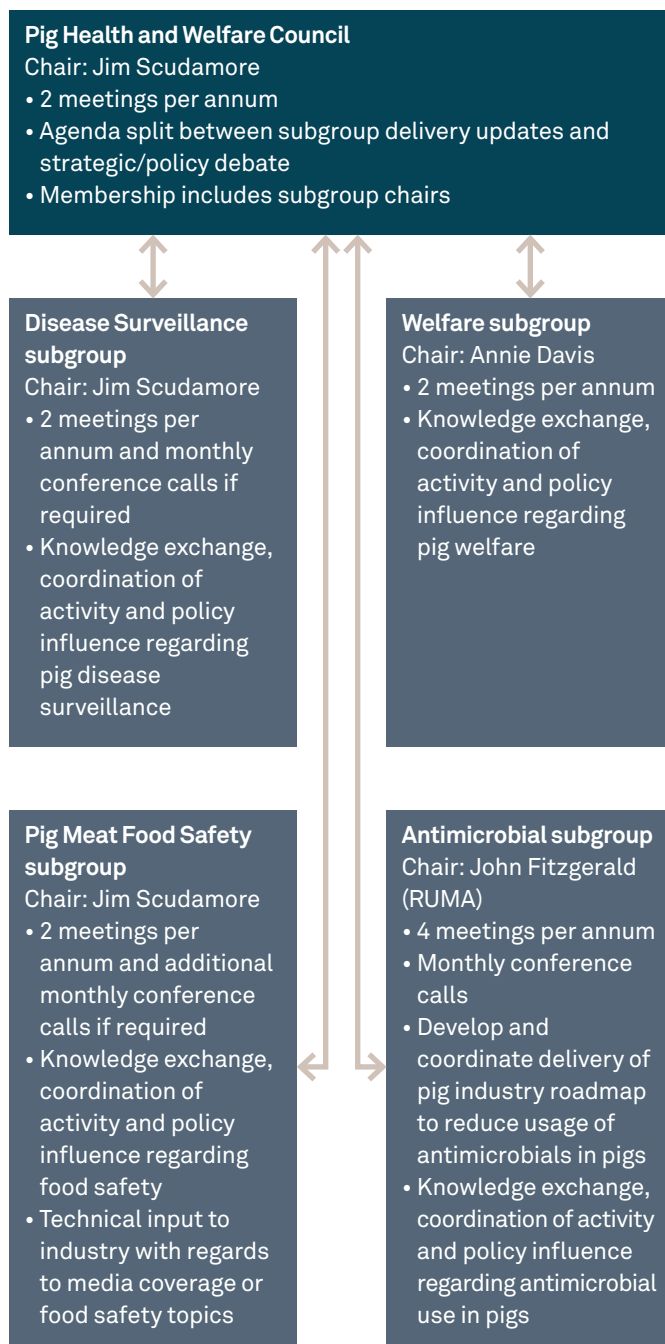 Pig Health and Welfare Council
Chair: Jim Scudamore
• 2 meetings per annum
• Agenda split between subgroup delivery updates and
strategic/policy debate
• Membership includes subgroup chairs
Disease Surveillance
subgroup
Chair: Jim Scudamore
• 2 meetings per
annum and monthly
conference calls if
required
• Knowledge exchange,
coordination of
activity and policy
influence regarding
pig disease
surveillance
Welfare subgroup
Chair: Annie Davis
• 2 meetings per annum
• Knowledge exchange,
coordination of
activity and policy
influence regarding
pig welfare
Pig Meat Food Safety
subgroup
Chair: Jim Scudamore
• 2 meetings per
annum and additional
monthly conference
calls if required
• Knowledge exchange,
coordination of
activity and policy
influence regarding
food safety
• Technical input to
industry with regards
to media coverage or
food safety topics
Antimicrobial subgroup
Chair: John Fitzgerald
(RUMA)
• 4 meetings per annum
• Monthly conference
calls
• Develop and
coordinate delivery of
pig industry roadmap
to reduce usage of
antimicrobials in pigs
• Knowledge exchange,
coordination of activity
and policy influence
regarding antimicrobial
use in pigs